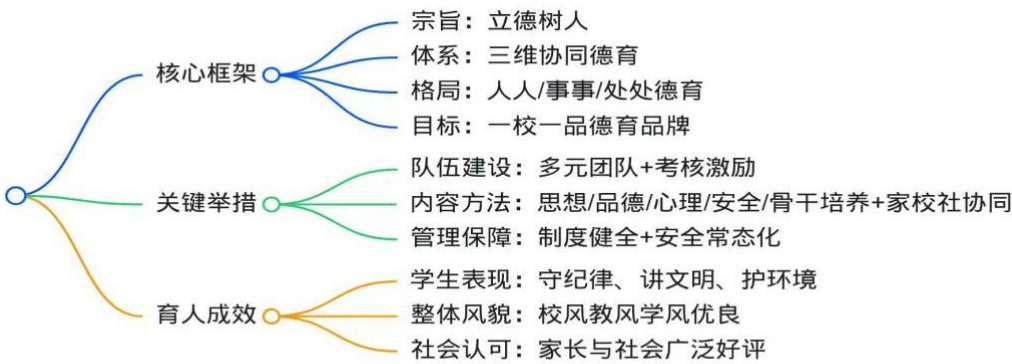 核心框架
宗旨：立德树人
体系：三维协同德育
格局：人人/事事/处处德育
目标：一校一品德育品牌
关键举措
队伍建设：多元团队+考核激励
内容方法：思想/品德/心理/安全/骨干培养+家校社协同
管理保障：制度健全+安全常态化
育人成效
学生表现：守纪律、讲文明、护环境
整体风貌：校风教风学风优良
社会认可：家长与社会广泛好评